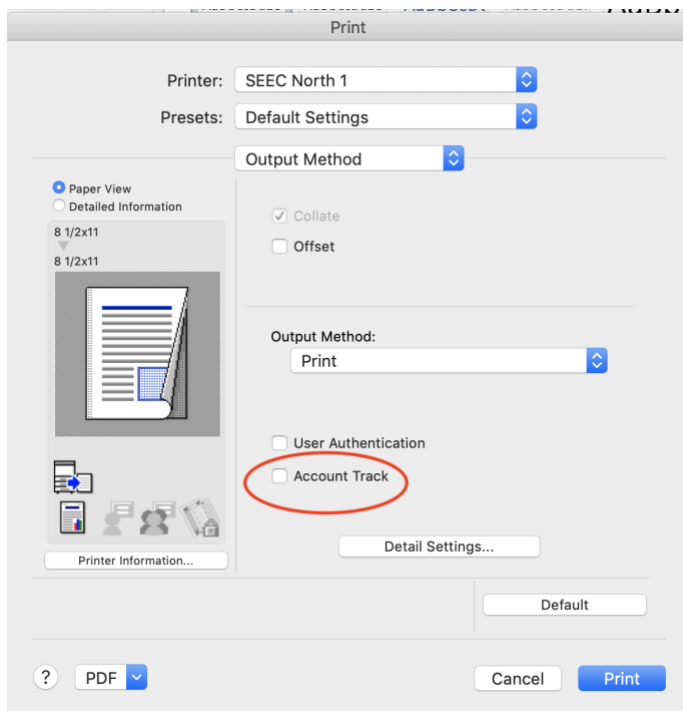 Print
Printer: SEEC North 1
Presets: Default Settings
Output Method
Paper View
Detailed Information
8 1/2x11
8 1/2x11
Collate
Offset
Output Method:
Print
User Authentication
Account Track
Detail Settings...
Printer Information...
Default
? PDF Cancel Print